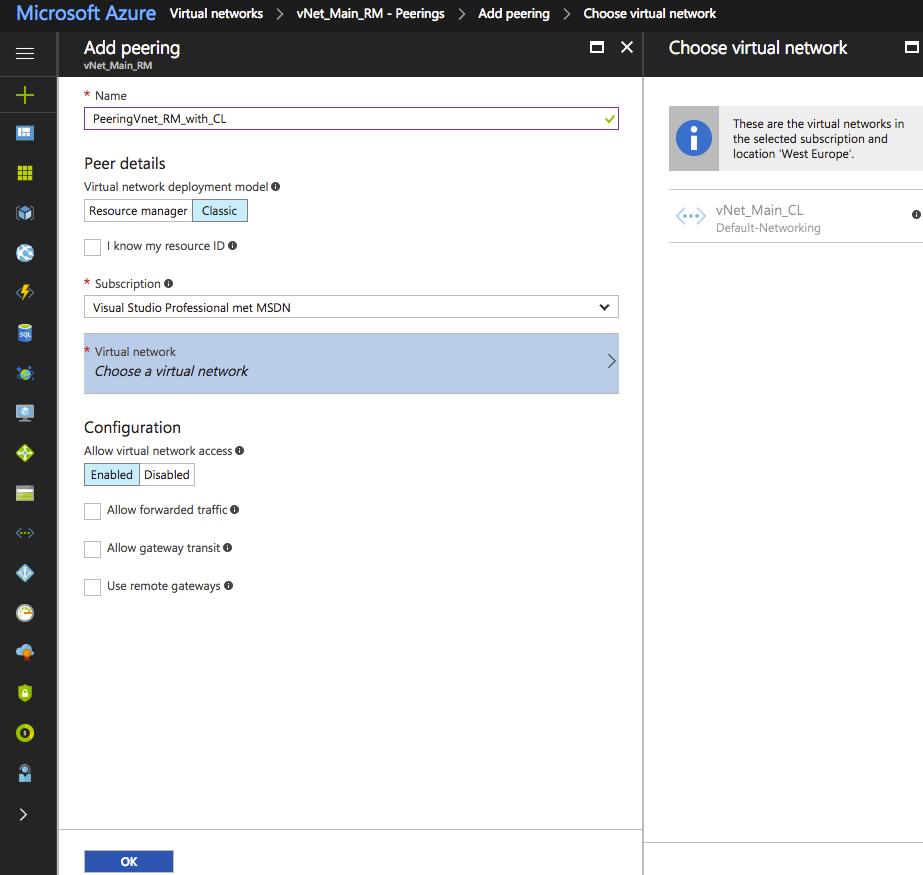 Microsoft Azure Virtual networks > vNet_Main_RM - Peerings > Add peering > Choose virtual network
Add peering
vNet_Main_RM
* Name
PeeringVnet_RM_with_CL
Peer details
Virtual network deployment model
Resource manager Classic
I know my resource ID
* Subscription
Visual Studio Professional met MSDN
* Virtual network
Choose a virtual network
Configuration
Allow virtual network access
Enabled Disabled
Allow forwarded traffic
Allow gateway transit
Use remote gateways
OK
Choose virtual network
These are the virtual networks in
the selected subscription and
location 'West Europe'.
vNet_Main_CL
Default-Networking
SQL